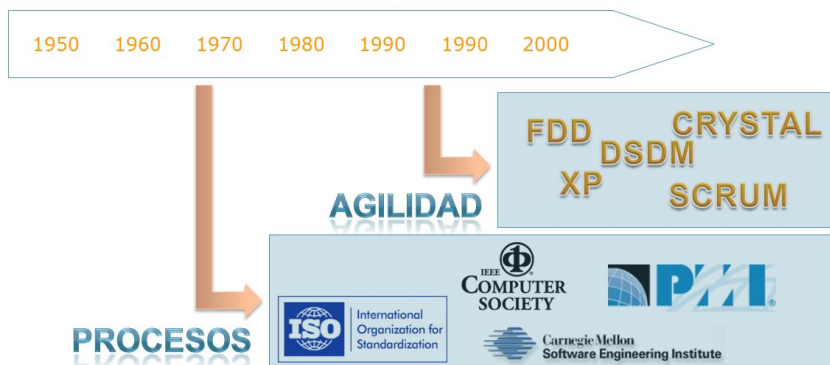 1950 1960 1970 1980 1990 1990 2000
FDD
CRYSTAL
DSDM
XP
SCRUM
AGILIDAD
IEEE
COMPUTER
SOCIETY
PMI
ISO
International
Organization for
Standardization
PROCESOS
Carnegie Mellon
Software Engineering Institute